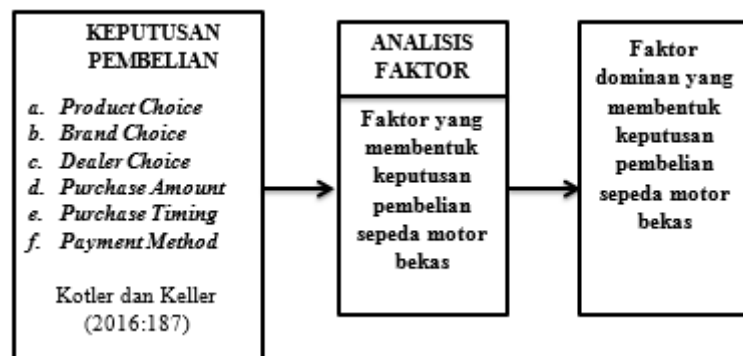 KEPUTUSAN
PEMBELIAN
a. Product Choice
b. Brand Choice
c. Dealer Choice
d. Purchase Amount
e. Purchase Timing
f. Payment Method
Kotler dan Keller
(2016:187)
ANALISIS
FAKTOR
Faktor yang
membentuk
keputusan
pembelian
sepeda motor
bekas
Faktor
dominan yang
membentuk
keputusan
pembelian
sepeda motor
bekas